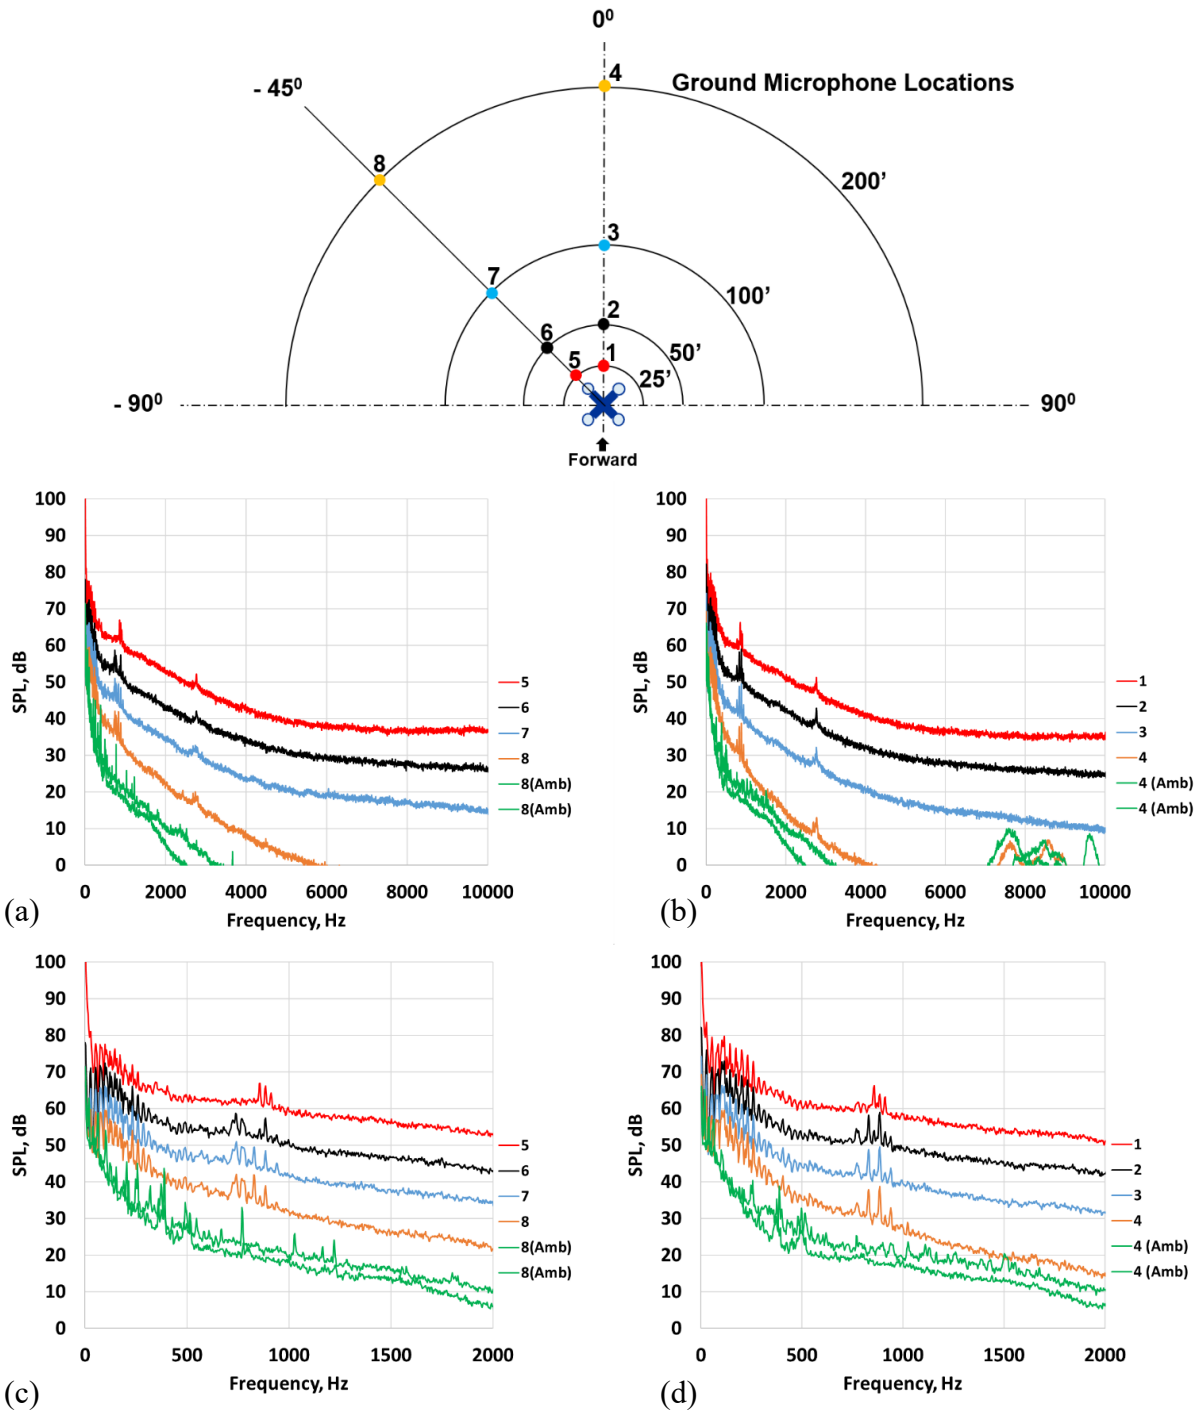 0⁰
4
Ground Microphone Locations
- 45⁰
8
200’
3
7
100’
2
6
50’
1
5
25’
- 90⁰
90⁰
Forward
100
90
80
70
60
50
40
30
20
10
0
SPL, dB
0 2000 4000 6000 8000 10000
Frequency, Hz
5
6
7
8
8(Amb)
8(Amb)
(a)
100
90
80
70
60
50
40
30
20
10
0
SPL, dB
0 2000 4000 6000 8000 10000
Frequency, Hz
1
2
3
4
4 (Amb)
4 (Amb)
(b)
100
90
80
70
60
50
40
30
20
10
0
SPL, dB
0 500 1000 1500 2000
Frequency, Hz
5
6
7
8
8(Amb)
8(Amb)
(c)
100
90
80
70
60
50
40
30
20
10
0
SPL, dB
0 500 1000 1500 2000
Frequency, Hz
1
2
3
4
4 (Amb)
4 (Amb)
(d)